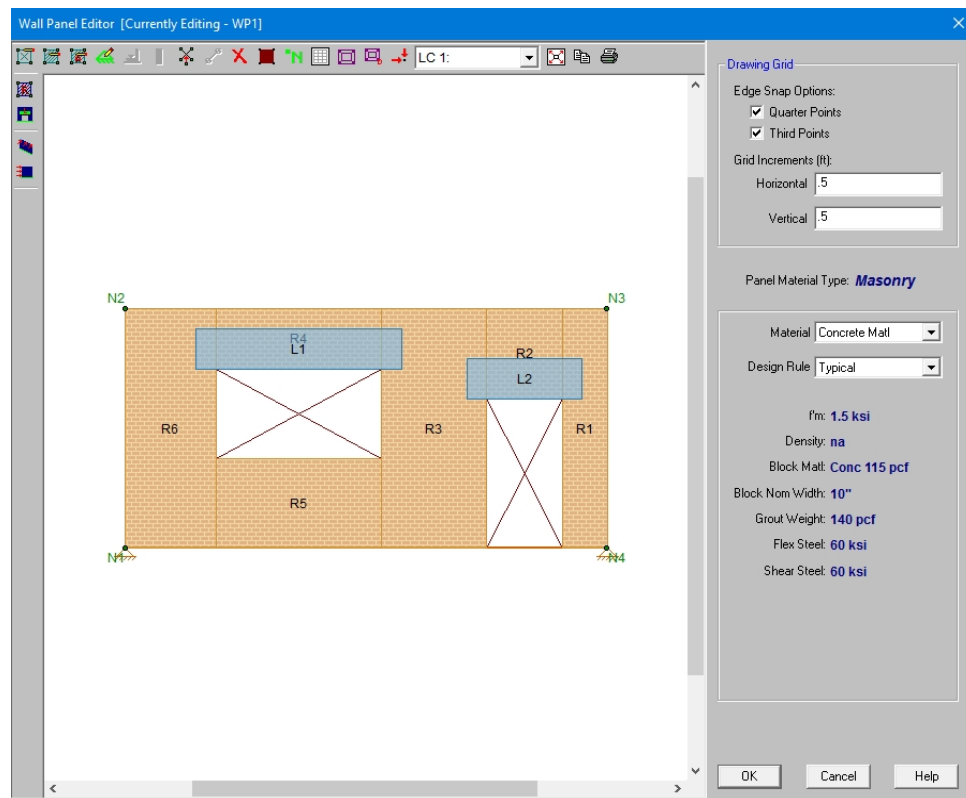 Wall Panel Editor [Currently Editing - WP1]
N
LC 1:
R
N2
N3
R4
L1
R2
L2
R6
R3
R1
R5
N1
N4
Drawing Grid
Edge Snap Options:
Quarter Points
Third Points
Grid Increments (ft):
Horizontal .5
Vertical .5
Panel Material Type: Masonry
Material Concrete Matl
Design Rule Typical
f'm: 1.5 ksi
Density: na
Block Matl: Conc 115 pcf
Block Nom Width: 10"
Grout Weight: 140 pcf
Flex Steel: 60 ksi
Shear Steel: 60 ksi
OK Cancel Help